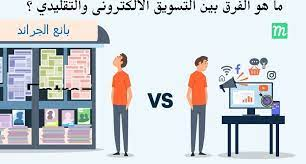 ما هو الفرق بين التسويق الالكتروني والتقليدي ؟
بائع الجرائد
VS
m